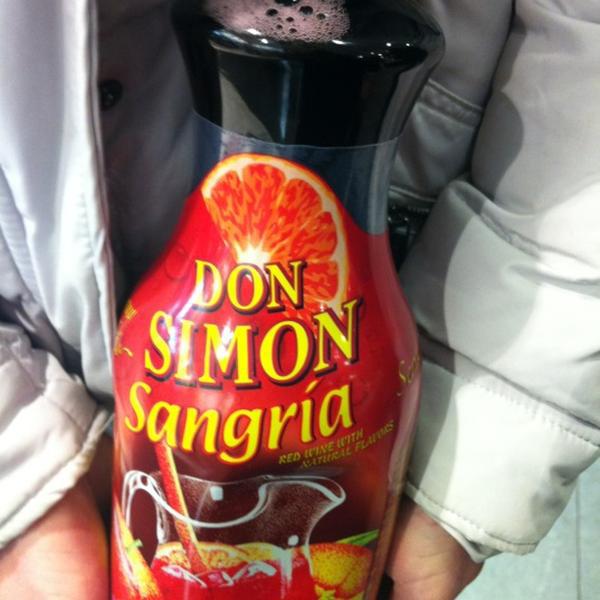 DON
SIMON
Sangría
RED WINE WITH
NATURAL FLAVORS